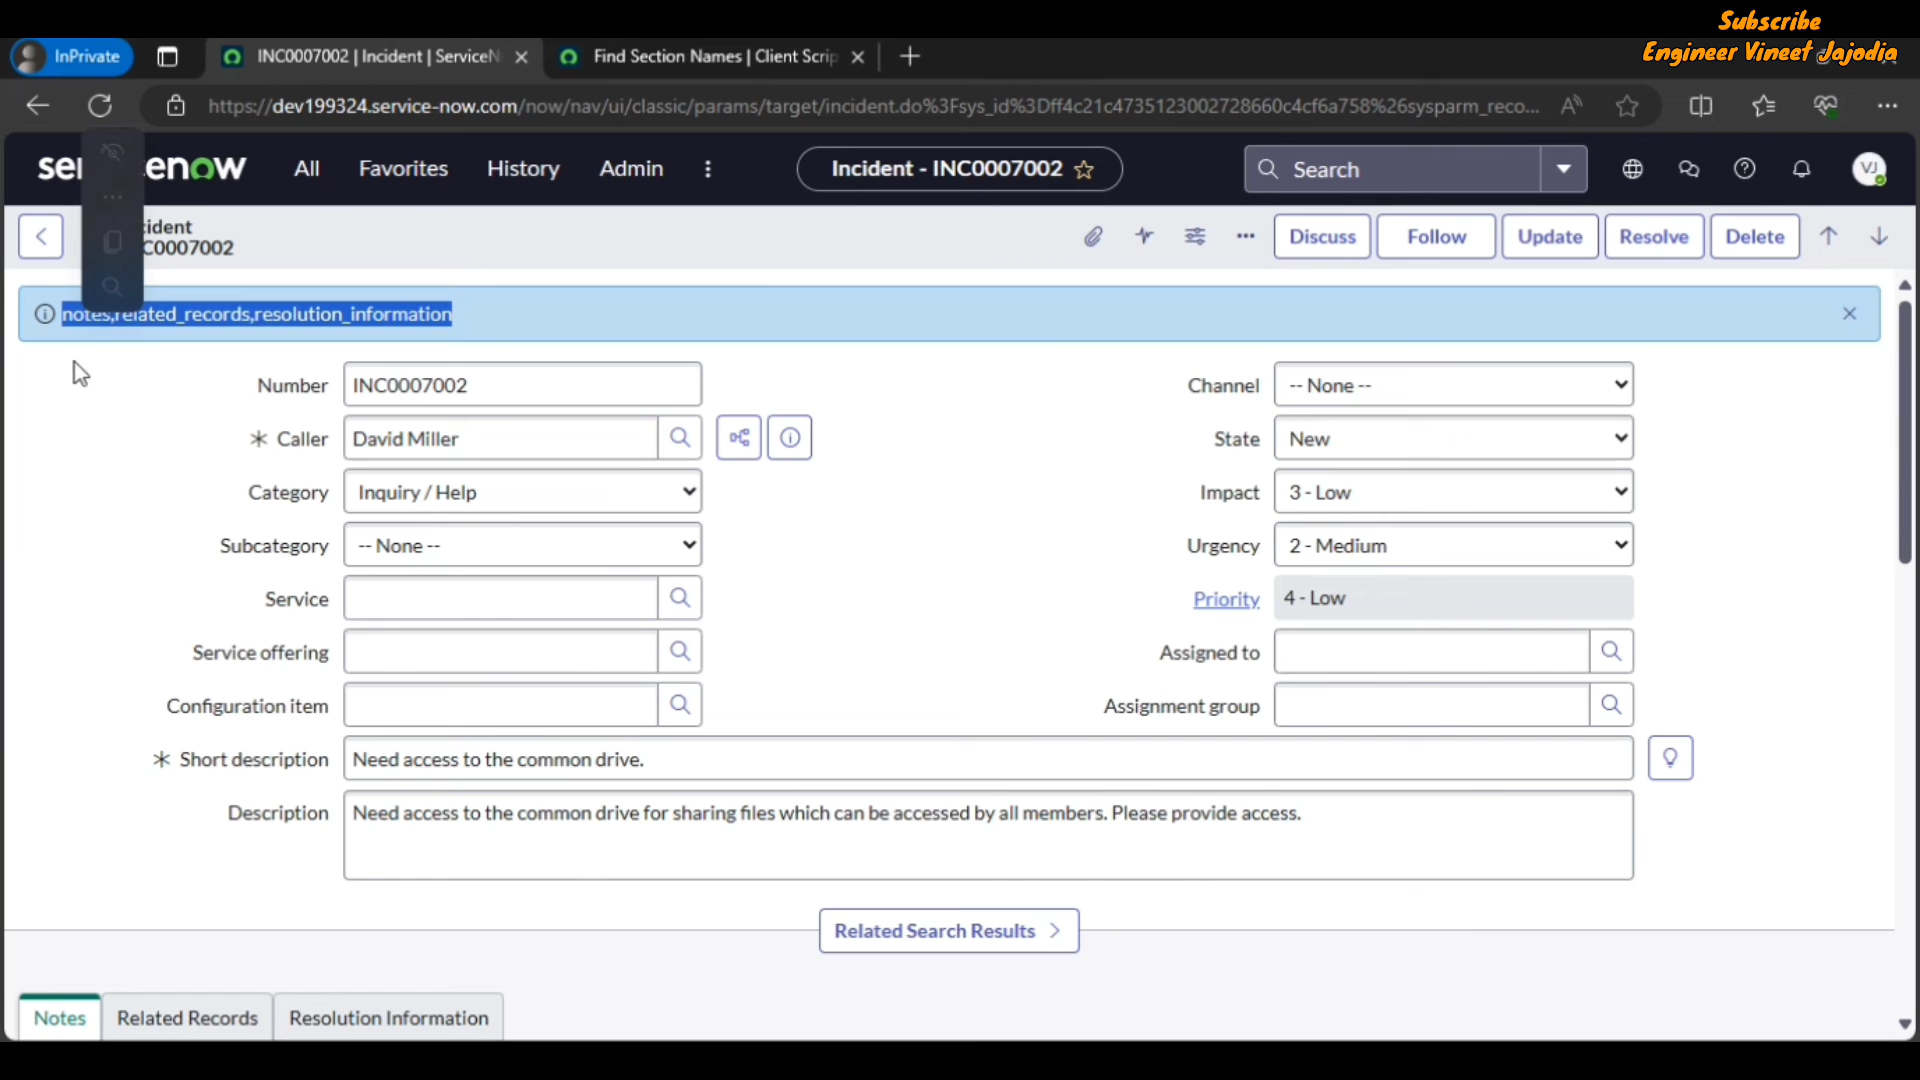 Subscribe
Engineer Vineet Jajodia
InPrivate
INC0007002 | Incident | ServiceN
Find Section Names | Client Scrip
https://dev199324.service-now.com/now/nav/ui/classic/params/target/incident.do%3Fsys_id%3Dff4c21c4735123002728660c4cf6a758%26sysparm_reco...
se enow
All
Favorites
History
Admin
Incident - INC0007002
Search
VJ
cident
C0007002
Discuss
Follow
Update
Resolve
Delete
notes,related_records,resolution_information
Number
INC0007002
Channel
-- None --
* Caller
David Miller
State
New
Category
Inquiry / Help
Impact
3 - Low
Subcategory
-- None --
Urgency
2 - Medium
Service
Priority
4 - Low
Service offering
Assigned to
Configuration item
Assignment group
* Short description
Need access to the common drive.
Description
Need access to the common drive for sharing files which can be accessed by all members. Please provide access.
Related Search Results
Notes
Related Records
Resolution Information